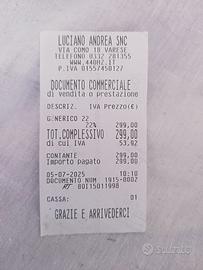 LUCIANO ANDREA SNC
VIA COMO 18 VARESE
TELEFONO 0332 281355
WWW.440HZ.IT
P.IVA 01557450127
DOCUMENTO COMMERCIALE
di vendita o prestazione
DESCRIZ. IVA Prezzo(€)
GENERICO 22
22% 299,00
TOT.COMPLESSIVO 299,00
di cui IVA 53,92
CONTANTE 299,00
Importo pagato 299,00
05-07-2025 10:10
DOCUMENTO NUM 1915-0002
RT 80115011998
CASSA: 01
GRAZIE E ARRIVEDERCI
Subito